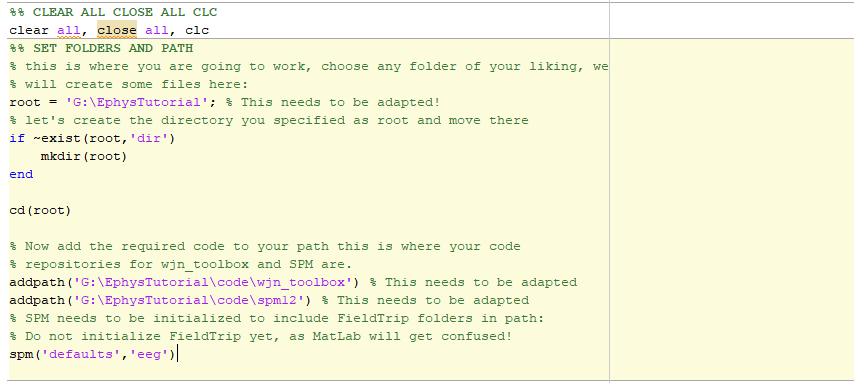 %% CLEAR ALL CLOSE ALL CLC
clear all, close all, clc
%% SET FOLDERS AND PATH
% this is where you are going to work, choose any folder of your liking, we
% will create some files here:
root = 'G:\EphysTutorial'; % This needs to be adapted!
% let's create the directory you specified as root and move there
if ~exist(root,'dir')
    mkdir(root)
end
cd(root)
% Now add the required code to your path this is where your code
% repositories for wjn_toolbox and SPM are.
addpath('G:\EphysTutorial\code\wjn_toolbox') % This needs to be adapted
addpath('G:\EphysTutorial\code\spm12') % This needs to be adapted
% SPM needs to be initialized to include FieldTrip folders in path:
% Do not initialize FieldTrip yet, as MatLab will get confused!
spm('defaults','eeg')